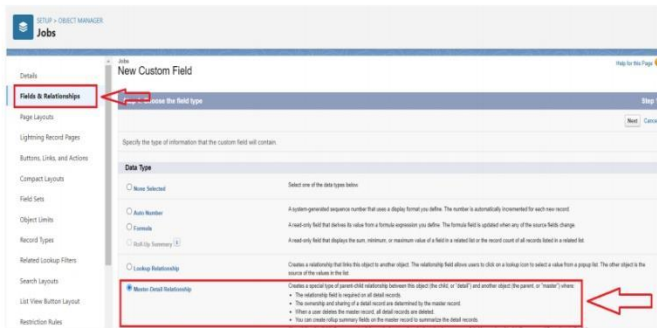 SETUP > OBJECT MANAGER
Jobs
Details
Fields & Relationships
Page Layouts
Lightning Record Pages
Buttons, Links, and Actions
Compact Layouts
Field Sets
Object Limits
Record Types
Related Lookup Filters
Search Layouts
List View Button Layout
Restriction Rules
Jobs
New Custom Field
Help for this Page
choose the field type
Step
Next Cance
Specify the type of information that the custom field will contain.
Data Type
None Selected Select one of the data types below.
Auto Number A system-generated sequence number that uses a display format you define. The number is automatically incremented for each new record.
Formula A read-only field that derives its value from a formula expression you define. The formula field is updated when any of the source fields change.
Roll-Up Summary A read-only field that displays the sum, minimum, or maximum value of a field in a related list or the record count of all records listed in a related list.
Lookup Relationship Creates a relationship that links this object to another object. The relationship field allows users to click on a lookup icon to select a value from a popup list. The other object is the
source of the values in the list.
Master-Detail Relationship Creates a special type of parent-child relationship between this object (the child, or "detail") and another object (the parent, or "master") where:
• The relationship field is required on all detail records.
• The ownership and sharing of a detail record are determined by the master record.
• When a user deletes the master record, all detail records are deleted.
• You can create rollup summary fields on the master record to summarize the detail records.